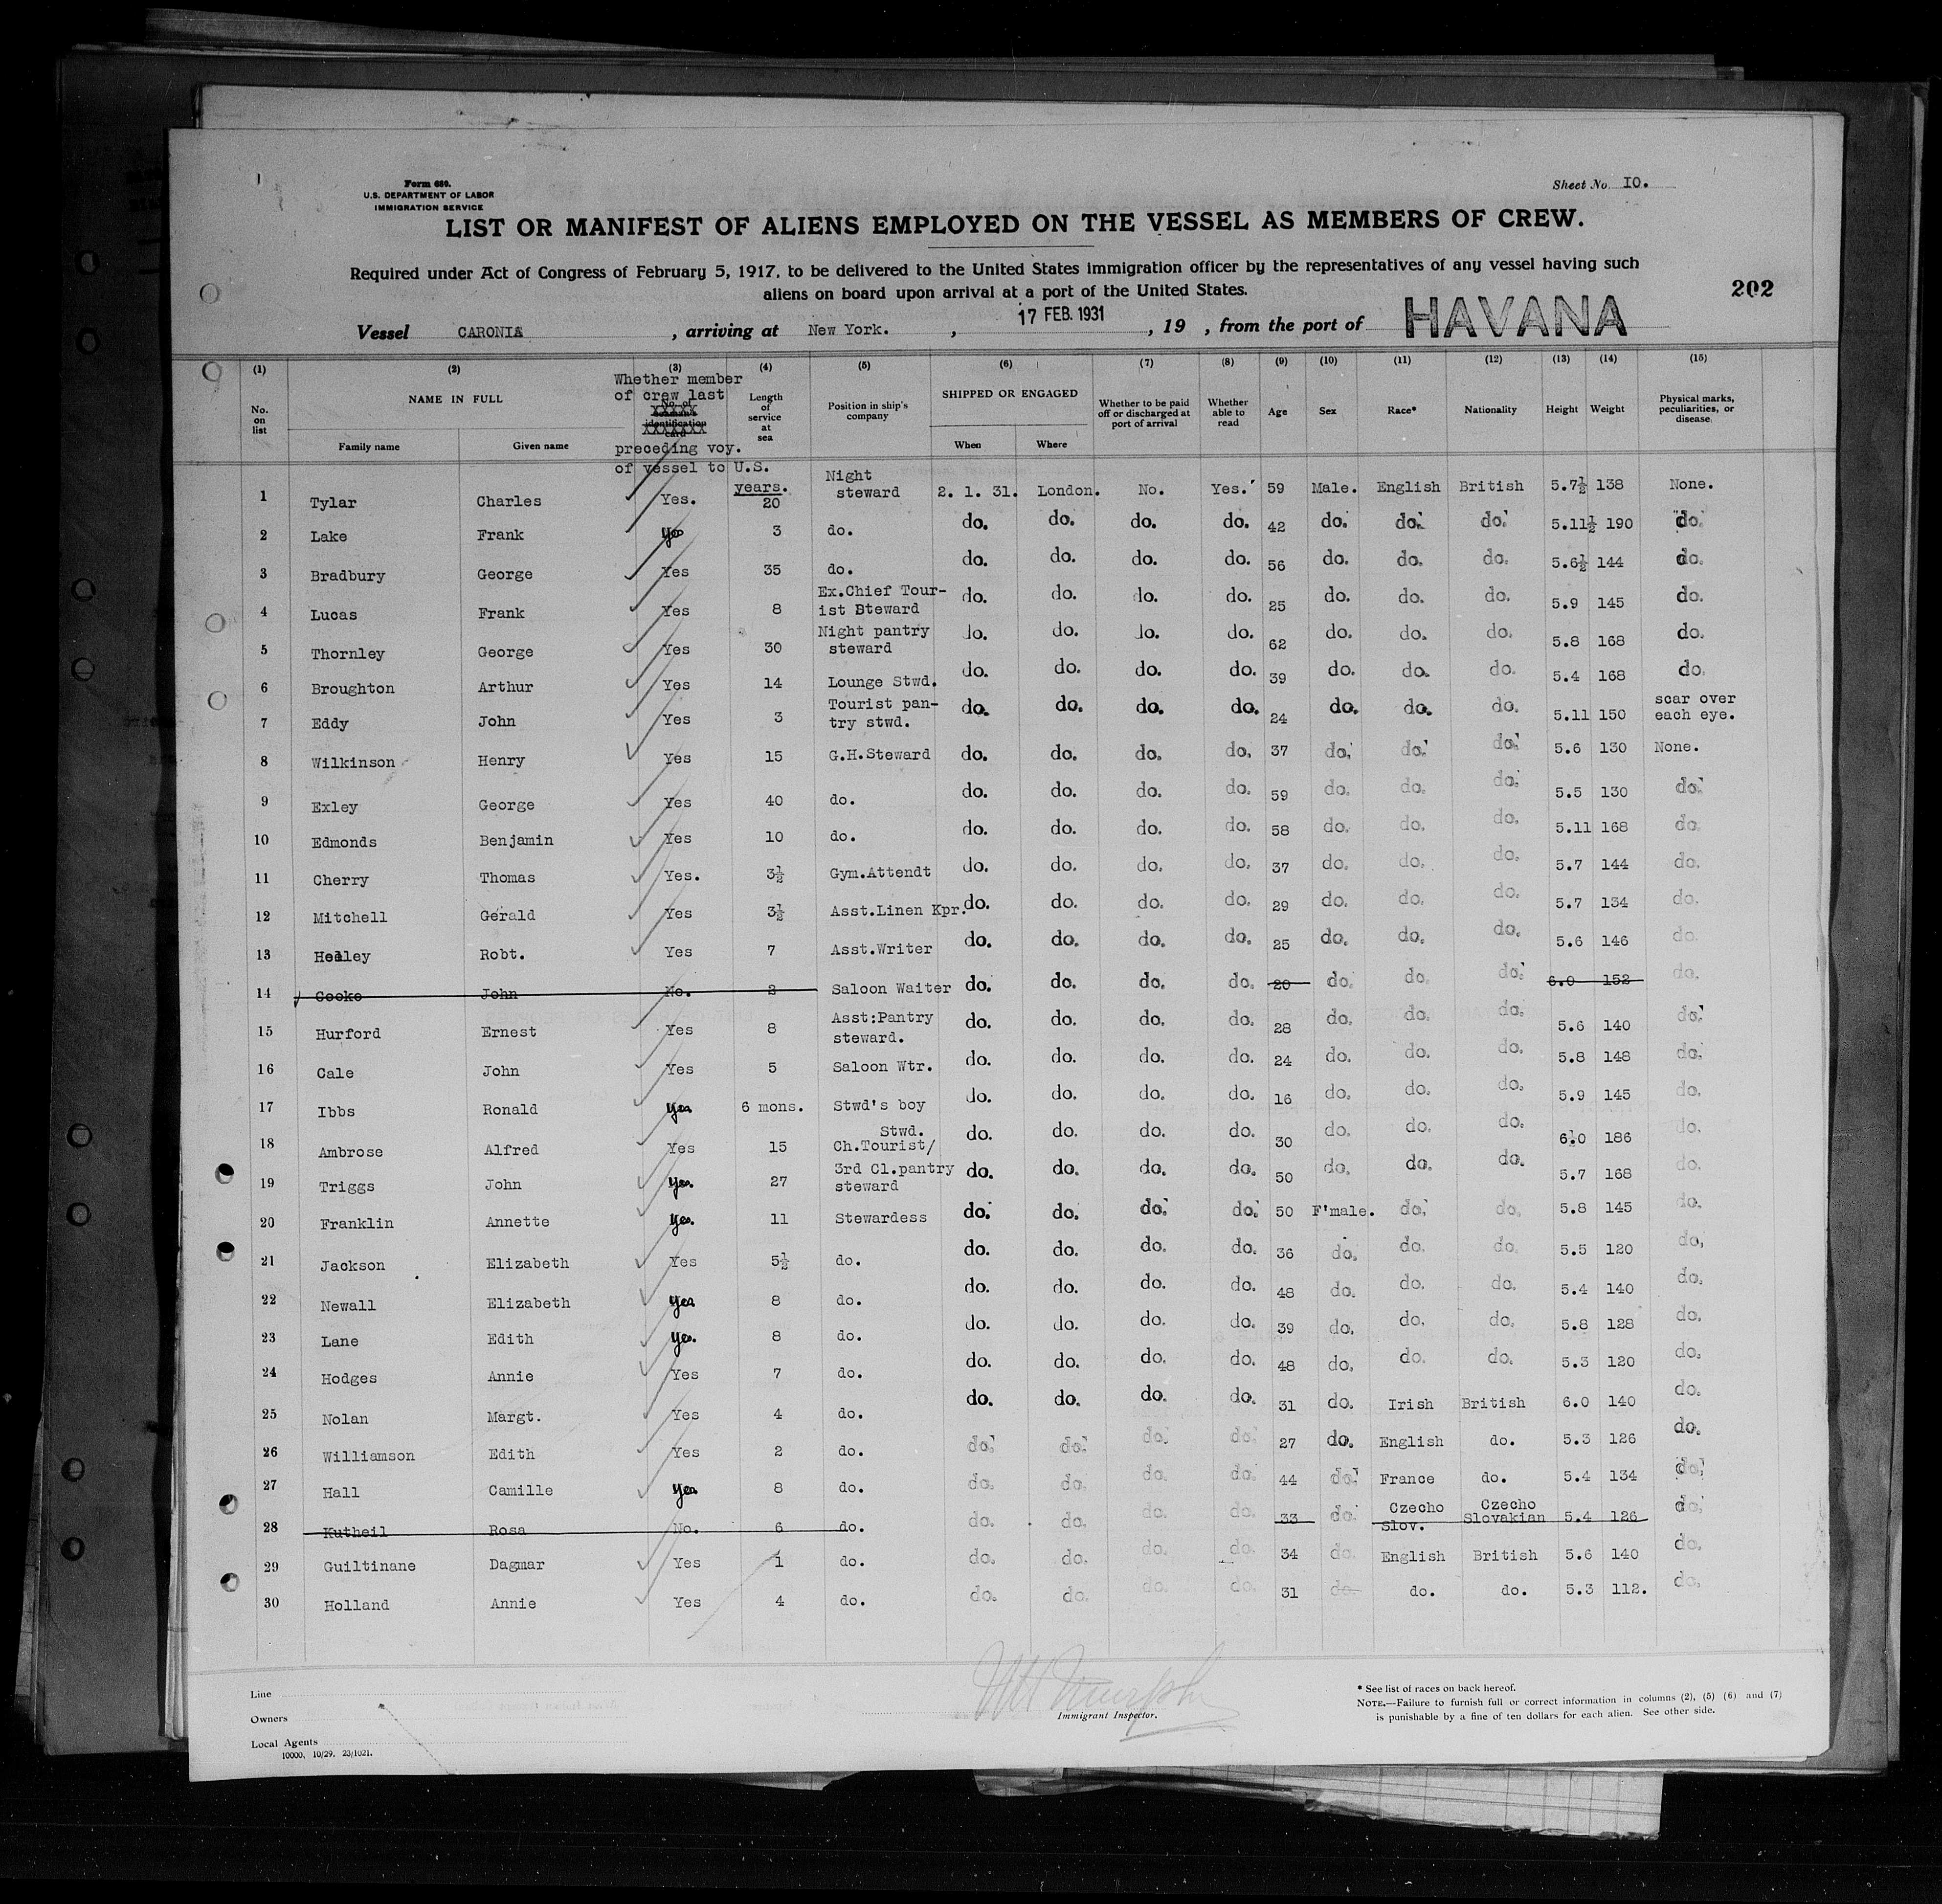 Form 689.
U.S. DEPARTMENT OF LABOR
IMMIGRATION SERVICE
Sheet No. 10.
LIST OR MANIFEST OF ALIENS EMPLOYED ON THE VESSEL AS MEMBERS OF CREW.
Required under Act of Congress of February 5, 1917, to be delivered to the United States immigration officer by the representatives of any vessel having such
aliens on board upon arrival at a port of the United States.
202
Vessel CARONIA , arriving at New York. , 17 FEB. 1931 , 19 , from the port of HAVANA
(1) (2) (3) (4) (5) (6) (7) (8) (9) (10) (11) (12) (13) (14) (15)
No. on list
NAME IN FULL
Family name Given name
Whether member of crew last
No. of seaman's identification card
preceding voy. of vessel to U.S.
Length of service at sea
years.
Position in ship's company
SHIPPED OR ENGAGED
When Where
Whether to be paid off or discharged at port of arrival
Whether able to read
Age Sex Race* Nationality Height Weight
Physical marks, peculiarities, or disease
1 Tylar Charles Yes. 20 Night steward 2. 1. 31. London. No. Yes. 59 Male. English British 5.7½ 138 None.
2 Lake Frank Yes 3 do. do. do. do. do. 42 do. do. do. 5.11½ 190 do.
3 Bradbury George Yes 35 do. do. do. do. do. 56 do. do. do. 5.6½ 144 do.
4 Lucas Frank Yes 8 Ex.Chief Tour-ist Bteward do. do. do. do. 25 do. do. do. 5.9 145 do.
5 Thornley George Yes 30 Night pantry steward do. do. do. do. 62 do. do. do. 5.8 168 do.
6 Broughton Arthur Yes 14 Lounge Stwd. do. do. do. do. 39 do. do. do. 5.4 168 do.
7 Eddy John Yes 3 Tourist pan-try stwd. do. do. do. do. 24 do. do. do. 5.11 150 scar over each eye.
8 Wilkinson Henry Yes 15 G.H.Steward do. do. do. do. 37 do. do. do. 5.6 130 None.
9 Exley George Yes 40 do. do. do. do. do. 59 do. do. do. 5.5 130 do.
10 Edmonds Benjamin Yes 10 do. do. do. do. do. 58 do. do. do. 5.11 168 do.
11 Cherry Thomas Yes. 3½ Gym.Attendt do. do. do. do. 37 do. do. do. 5.7 144 do.
12 Mitchell Gerald Yes 3½ Asst.Linen Kpr. do. do. do. do. 29 do. do. do. 5.7 134 do.
13 Helley Robt. Yes 7 Asst.Writer do. do. do. do. 25 do. do. do. 5.6 146 do.
14 Cooke John No. 2 Saloon Waiter do. do. do. do. 20 do. do. do. 6.0 152 do.
15 Hurford Ernest Yes 8 Asst:Pantry steward. do. do. do. do. 28 do. do. do. 5.6 140 do.
16 Cale John Yes 5 Saloon Wtr. do. do. do. do. 24 do. do. do. 5.8 148 do.
17 Ibbs Ronald Yes 6 mons. Stwd's boy do. do. do. do. 16 do. do. do. 5.9 145 do.
18 Ambrose Alfred Yes 15 Ch.Tourist/ Stwd. do. do. do. do. 30 do. do. do. 6.0 186 do.
19 Triggs John Yes. 27 3rd Cl.pantry steward do. do. do. do. 50 do. do. do. 5.7 168 do.
20 Franklin Annette Yes. 11 Stewardess do. do. do. do. 50 F'male. do. do. 5.8 145 do.
21 Jackson Elizabeth Yes 5½ do. do. do. do. do. 36 do. do. do. 5.5 120 do.
22 Newall Elizabeth Yes 8 do. do. do. do. do. 48 do. do. do. 5.4 140 do.
23 Lane Edith Yes. 8 do. do. do. do. do. 39 do. do. do. 5.8 128 do.
24 Hodges Annie Yes 7 do. do. do. do. do. 48 do. do. do. 5.3 120 do.
25 Nolan Margt. Yes 4 do. do. do. do. do. 31 do. Irish British 6.0 140 do.
26 Williamson Edith Yes 2 do. do. do. do. do. 27 do. English do. 5.3 126 do.
27 Hall Camille Yes 8 do. do. do. do. do. 44 do. France do. 5.4 134 do.
28 Kutheil Rosa No. 6 do. do. do. do. do. 33 do. Czecho Slov. Czecho Slovakian 5.4 126 do.
29 Guiltinane Dagmar Yes 1 do. do. do. do. do. 34 do. English British 5.6 140 do.
30 Holland Annie Yes 4 do. do. do. do. do. 31 do. do. do. 5.3 112. do.
Line
Owners
Local Agents
10000, 10/29. 23/1021.
Immigrant Inspector.
* See list of races on back hereof.
NOTE.—Failure to furnish full or correct information in columns (2), (5) (6) and (7)
is punishable by a fine of ten dollars for each alien. See other side.